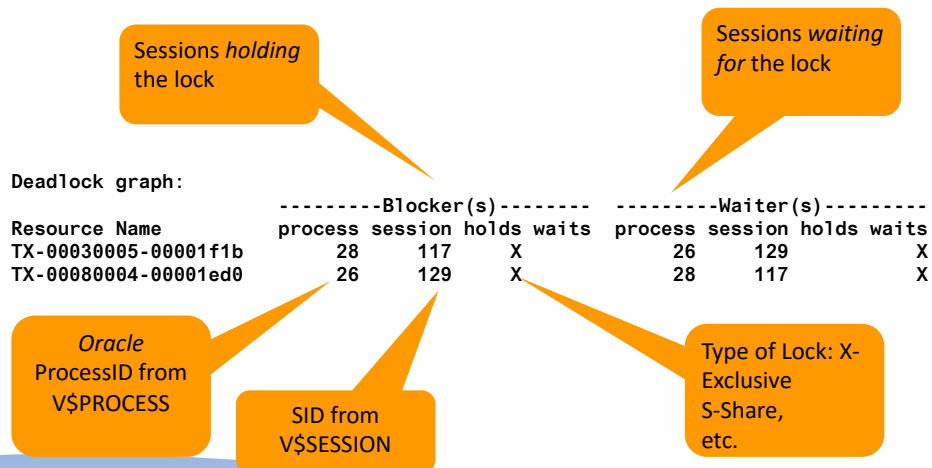 Sessions holding
the lock
Sessions waiting
for the lock
Deadlock graph:
---------Blocker(s)-------- ---------Waiter(s)---------
Resource Name process session holds waits process session holds waits
TX-00030005-00001f1b 28 117 X 26 129 X
TX-00080004-00001ed0 26 129 X 28 117 X
Oracle
ProcessID from
V$PROCESS
SID from
V$SESSION
Type of Lock: X-
Exclusive
S-Share,
etc.